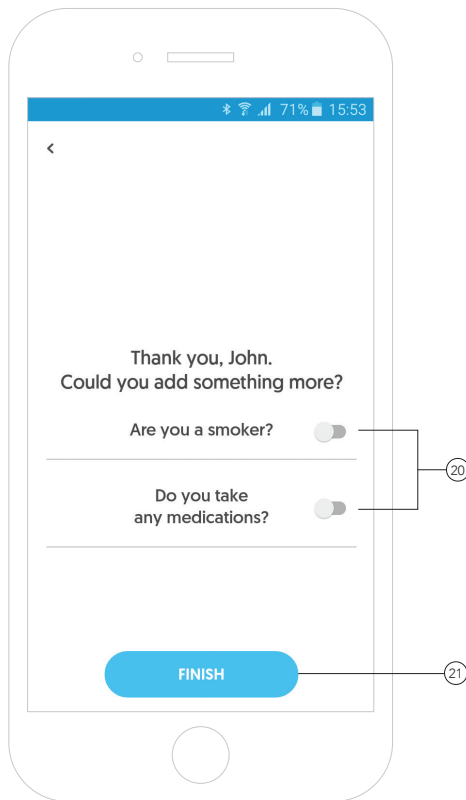 71% 15:53
<
Thank you, John.
Could you add something more?
Are you a smoker?
20
Do you take
any medications?
FINISH
21